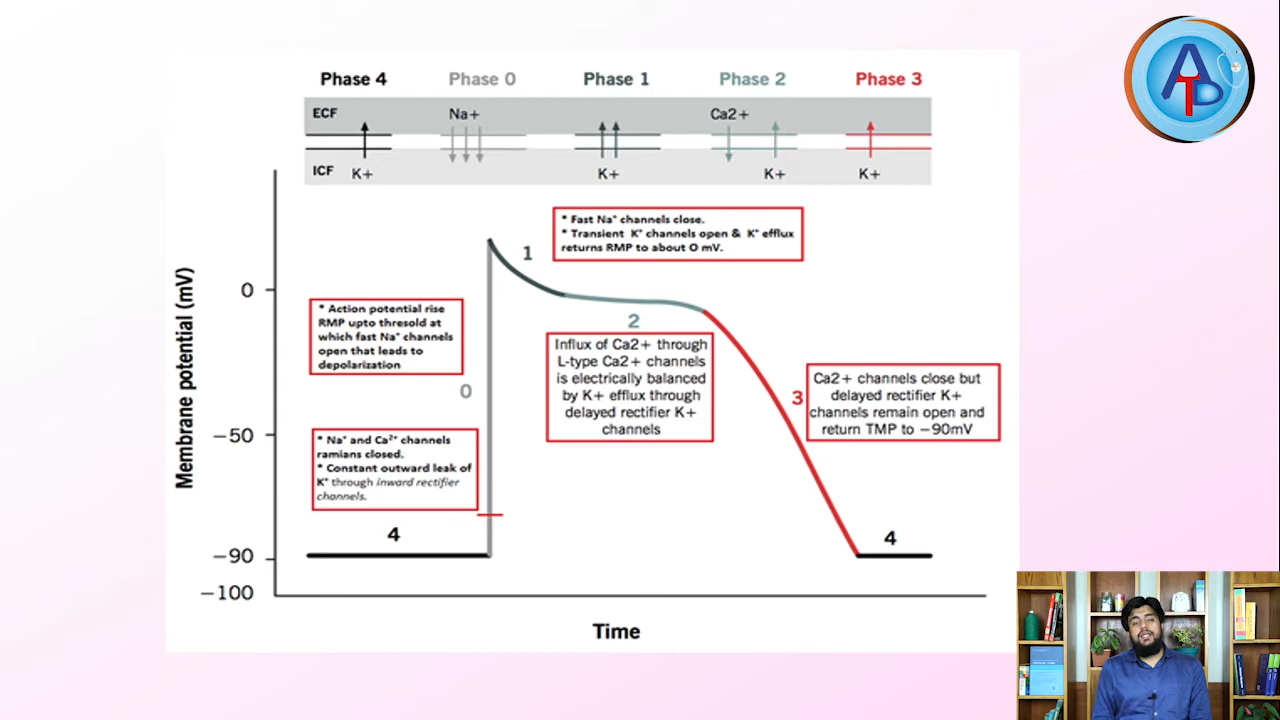 Phase 4 Phase 0 Phase 1 Phase 2 Phase 3
ECF Na+ Ca2+
ICF K+ K+ K+ K+
* Fast Na⁺ channels close.
* Transient K⁺ channels open & K⁺ efflux
returns RMP to about O mV.
1
0
* Action potential rise
RMP upto thresold at
which fast Na⁺ channels
open that leads to
depolarization
0
2
Influx of Ca2+ through
L-type Ca2+ channels
is electrically balanced
by K+ efflux through
delayed rectifier K+
channels
3
Ca2+ channels close but
delayed rectifier K+
channels remain open and
return TMP to −90mV
−50
* Na⁺ and Ca²⁺ channels
ramians closed.
* Constant outward leak of
K⁺ through inward rectifier
channels.
4 4
−90
−100
Membrane potential (mV)
Time
ATB